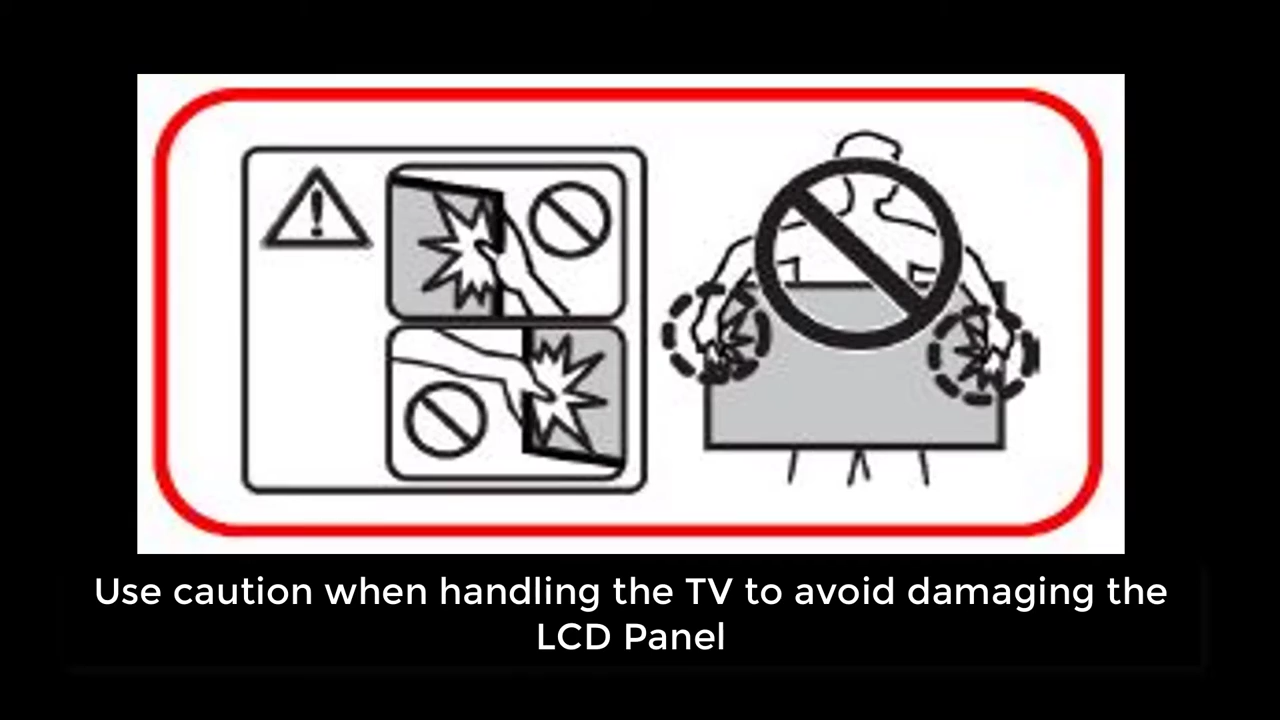 Use caution when handling the TV to avoid damaging the
LCD Panel